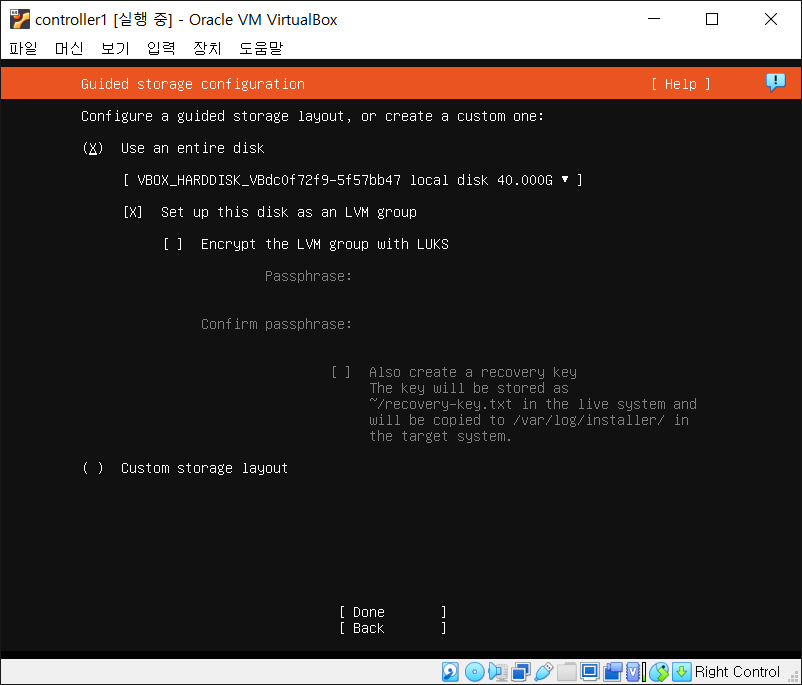 controller1 [실행 중] - Oracle VM VirtualBox
파일 머신 보기 입력 장치 도움말
Guided storage configuration [ Help ]
Configure a guided storage layout, or create a custom one:
(X) Use an entire disk
[ VBOX_HARDDISK_VBdc0f72f9-5f57bb47 local disk 40.000G ▾ ]
[X] Set up this disk as an LVM group
[ ] Encrypt the LVM group with LUKS
Passphrase:
Confirm passphrase:
[ ] Also create a recovery key
The key will be stored as
~/recovery-key.txt in the live system and
will be copied to /var/log/installer/ in
the target system.
( ) Custom storage layout
[ Done ]
[ Back ]
Right Control